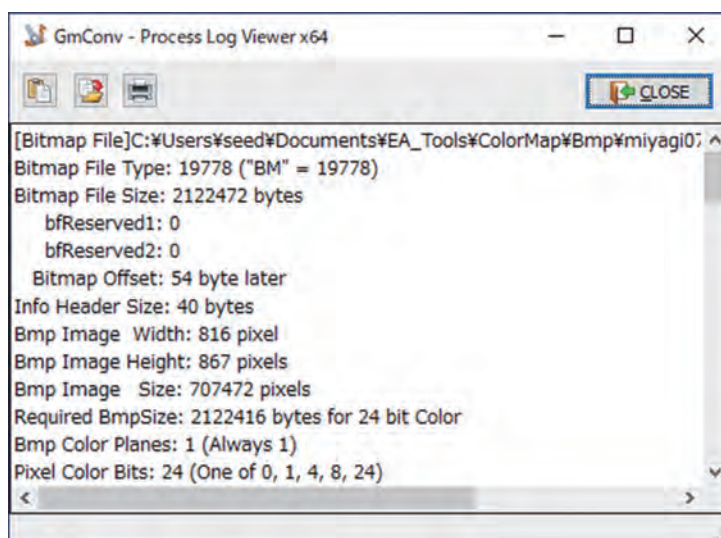 GmConv - Process Log Viewer x64
CLOSE
[Bitmap File]C:¥Users¥seed¥Documents¥EA_Tools¥ColorMap¥Bmp¥miyagi07
Bitmap File Type: 19778 ("BM" = 19778)
Bitmap File Size: 2122472 bytes
bfReserved1: 0
bfReserved2: 0
Bitmap Offset: 54 byte later
Info Header Size: 40 bytes
Bmp Image  Width: 816 pixel
Bmp Image Height: 867 pixels
Bmp Image   Size: 707472 pixels
Required BmpSize: 2122416 bytes for 24 bit Color
Bmp Color Planes: 1 (Always 1)
Pixel Color Bits: 24 (One of 0, 1, 4, 8, 24)